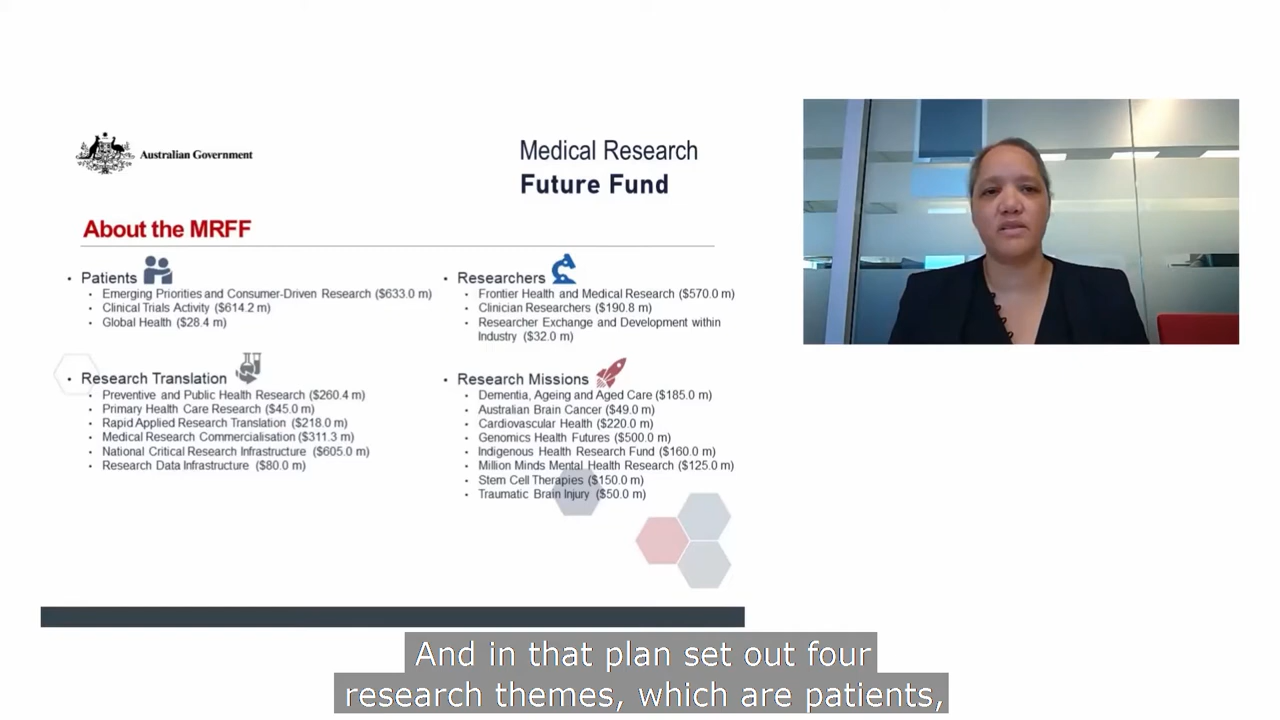 Australian Government
Medical Research
Future Fund
About the MRFF
• Patients
• Emerging Priorities and Consumer-Driven Research ($633.0 m)
• Clinical Trials Activity ($614.2 m)
• Global Health ($28.4 m)
• Researchers
• Frontier Health and Medical Research ($570.0 m)
• Clinician Researchers ($190.8 m)
• Researcher Exchange and Development within
Industry ($32.0 m)
• Research Translation
• Preventive and Public Health Research ($260.4 m)
• Primary Health Care Research ($45.0 m)
• Rapid Applied Research Translation ($218.0 m)
• Medical Research Commercialisation ($311.3 m)
• National Critical Research Infrastructure ($605.0 m)
• Research Data Infrastructure ($80.0 m)
• Research Missions
• Dementia, Ageing and Aged Care ($185.0 m)
• Australian Brain Cancer ($49.0 m)
• Cardiovascular Health ($220.0 m)
• Genomics Health Futures ($500.0 m)
• Indigenous Health Research Fund ($160.0 m)
• Million Minds Mental Health Research ($125.0 m)
• Stem Cell Therapies ($150.0 m)
• Traumatic Brain Injury ($50.0 m)
And in that plan set out four
research themes, which are patients,